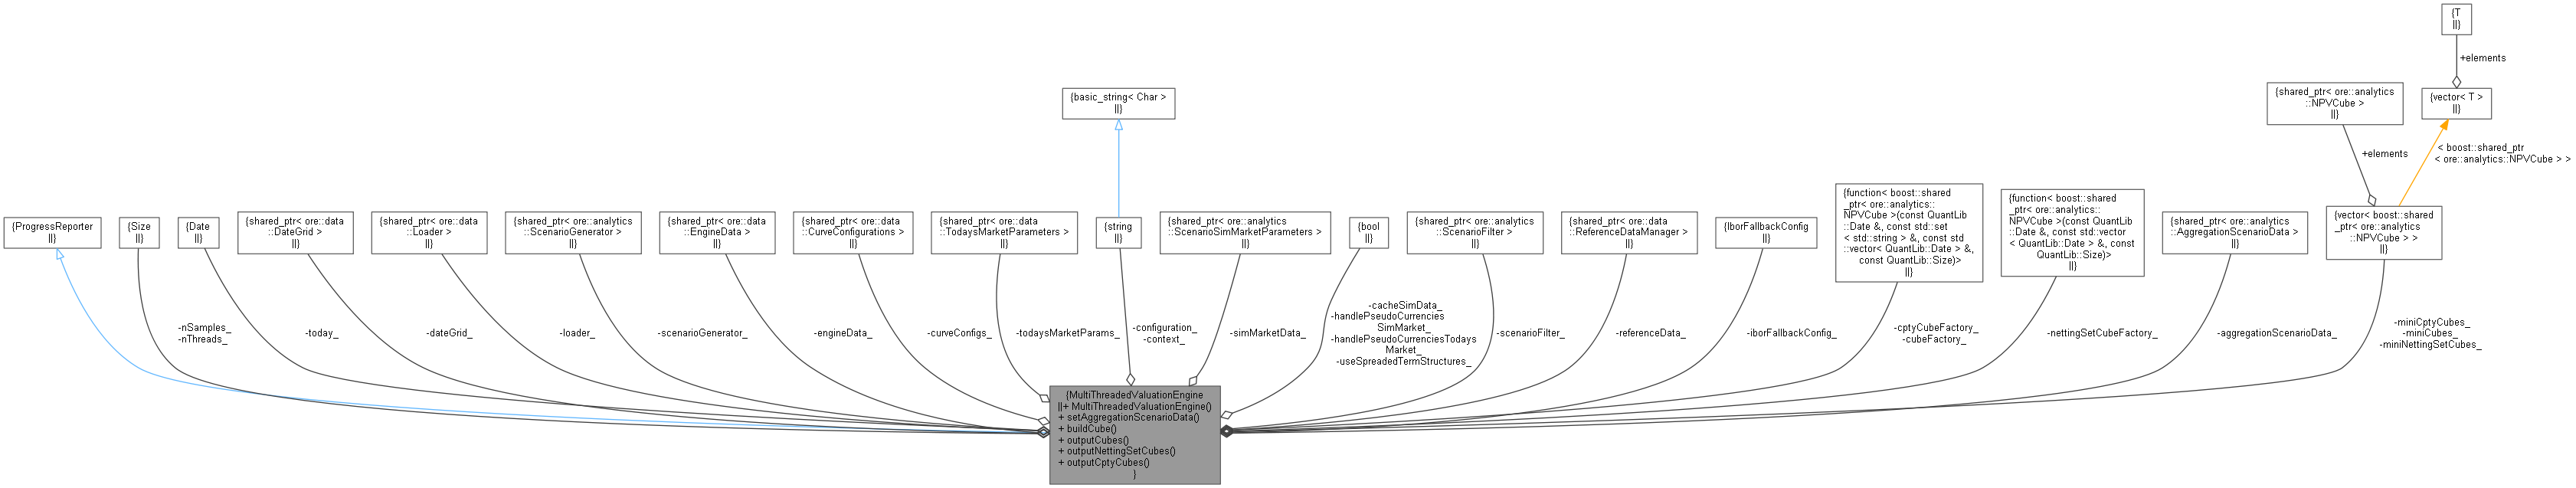 {T
||}
+elements
{basic_string< Char >
||}
{shared_ptr< ore::analytics
::NPVCube >
||}
{vector< T >
||}
+elements
< boost::shared_ptr
< ore::analytics::NPVCube > >
{ProgressReporter
||}
{Size
||}
{Date
||}
{shared_ptr< ore::data
::DateGrid >
||}
{shared_ptr< ore::data
::Loader >
||}
{shared_ptr< ore::analytics
::ScenarioGenerator >
||}
{shared_ptr< ore::data
::EngineData >
||}
{shared_ptr< ore::data
::CurveConfigurations >
||}
{shared_ptr< ore::data
::TodaysMarketParameters >
||}
{string
||}
{shared_ptr< ore::analytics
::ScenarioSimMarketParameters >
||}
{bool
||}
{shared_ptr< ore::analytics
::ScenarioFilter >
||}
{shared_ptr< ore::data
::ReferenceDataManager >
||}
{IborFallbackConfig
||}
{function< boost::shared
_ptr< ore::analytics::
NPVCube >(const QuantLib
::Date &, const std::set
< std::string > &, const std
::vector< QuantLib::Date > &,
const QuantLib::Size)>
||}
{function< boost::shared
_ptr< ore::analytics::
NPVCube >(const QuantLib
::Date &, const std::vector
< QuantLib::Date > &, const
QuantLib::Size)>
||}
{shared_ptr< ore::analytics
::AggregationScenarioData >
||}
{vector< boost::shared
_ptr< ore::analytics
::NPVCube > >
||}
-nSamples_
-nThreads_
-today_
-dateGrid_
-loader_
-scenarioGenerator_
-engineData_
-curveConfigs_
-todaysMarketParams_
-configuration_
-context_
-simMarketData_
-cacheSimData_
-handlePseudoCurrencies
SimMarket_
-handlePseudoCurrenciesTodays
Market_
-useSpreadedTermStructures_
-scenarioFilter_
-referenceData_
-iborFallbackConfig_
-cptyCubeFactory_
-cubeFactory_
-nettingSetCubeFactory_
-aggregationScenarioData_
-miniCptyCubes_
-miniCubes_
-miniNettingSetCubes_
{MultiThreadedValuationEngine
||+ MultiThreadedValuationEngine()
+ setAggregationScenarioData()
+ buildCube()
+ outputCubes()
+ outputNettingSetCubes()
+ outputCptyCubes()
}